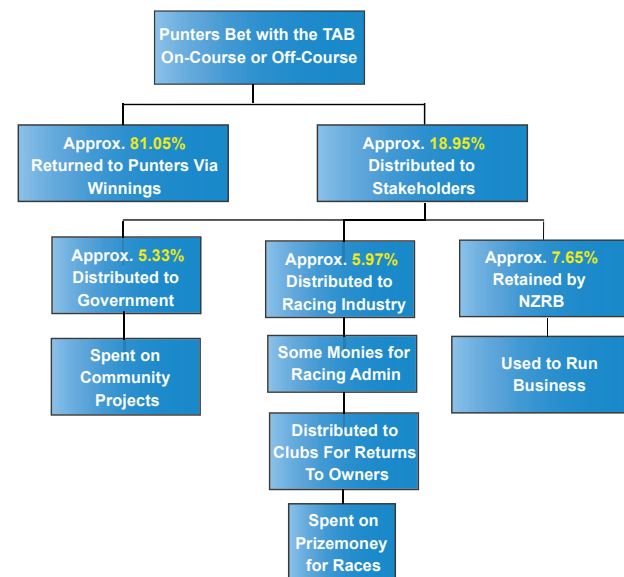 Punters Bet with the TAB
On-Course or Off-Course
Approx. 81.05%
Returned to Punters Via
Winnings
Approx. 18.95%
Distributed to
Stakeholders
Approx. 5.33%
Distributed to
Government
Approx. 5.97%
Distributed to
Racing Industry
Approx. 7.65%
Retained by
NZRB
Spent on
Community
Projects
Some Monies for
Racing Admin
Used to Run
Business
Distributed to
Clubs For Returns
To Owners
Spent on
Prizemoney
for Races